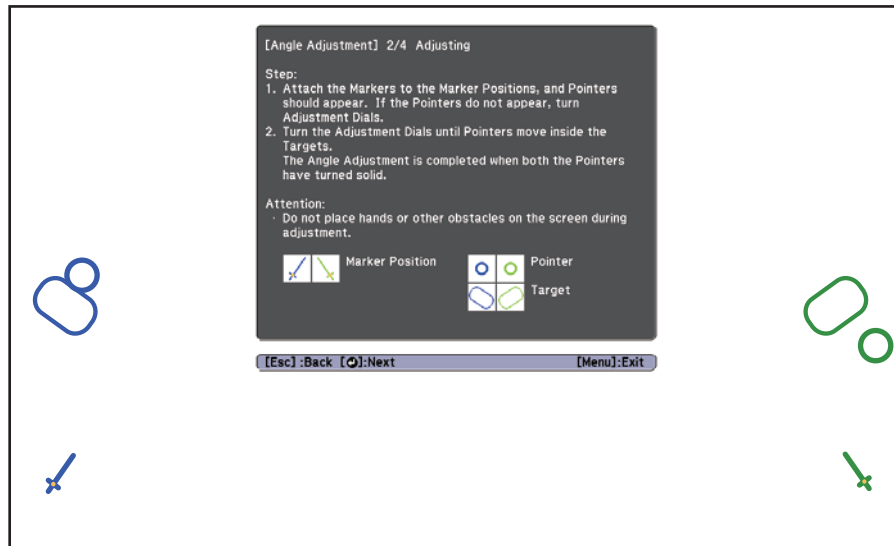 [Angle Adjustment] 2/4 Adjusting
Step:
1. Attach the Markers to the Marker Positions, and Pointers
should appear. If the Pointers do not appear, turn
Adjustment Dials.
2. Turn the Adjustment Dials until Pointers move inside the
Targets.
The Angle Adjustment is completed when both the Pointers
have turned solid.
Attention:
· Do not place hands or other obstacles on the screen during
adjustment.
Marker Position
Pointer
Target
[Esc] :Back [⏎]:Next [Menu]:Exit